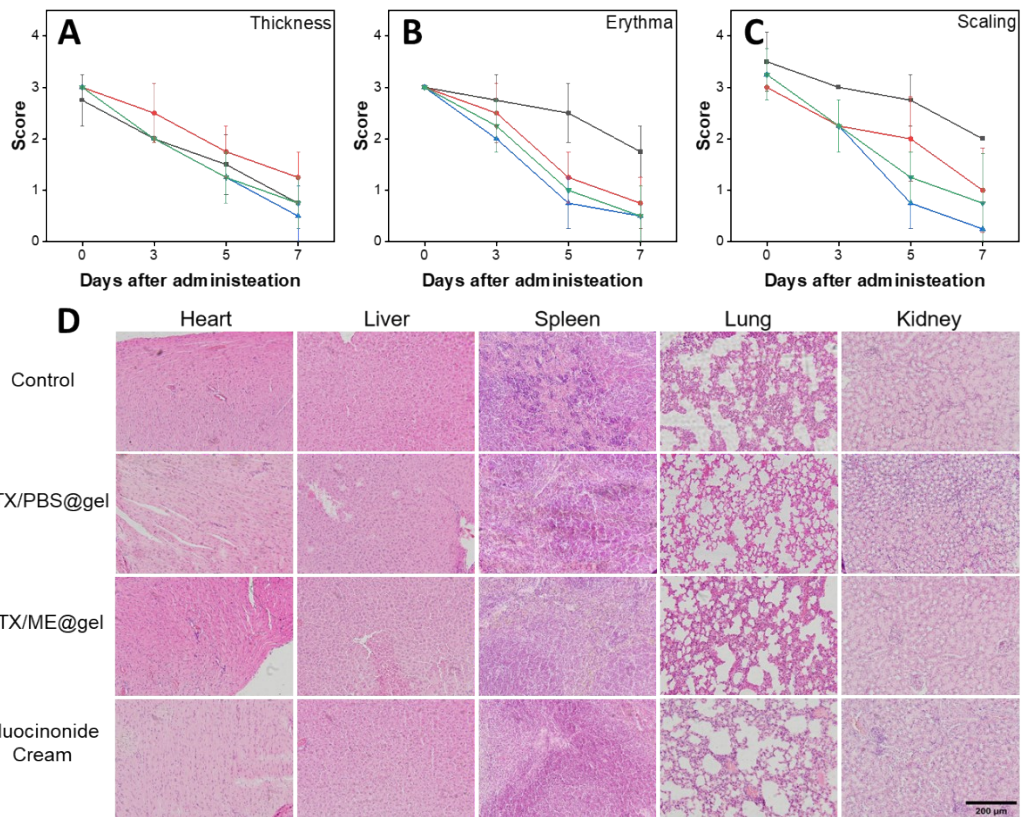 A
Thickness
B
Erythma
C
Scaling
4
3
2
1
0
Score
0 3 5 7
Days after administeation
4
3
2
1
0
Score
0 3 5 7
Days after administeation
4
3
2
1
0
Score
0 3 5 7
Days after administeation
D
Heart Liver Spleen Lung Kidney
Control
TX/PBS@gel
TX/ME@gel
luocinonide
Cream
200 μm